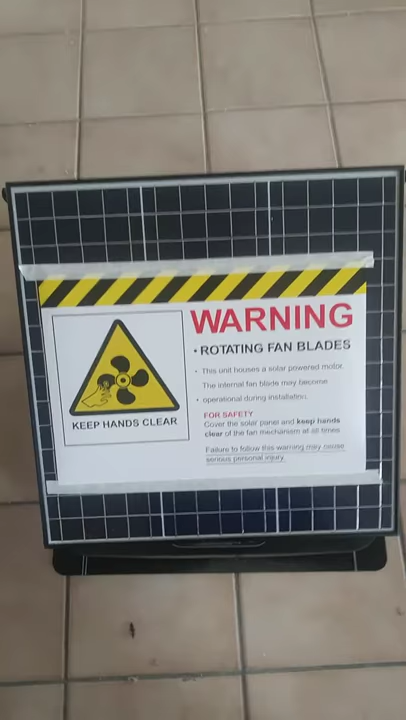 WARNING
• ROTATING FAN BLADES
• This unit houses a solar powered motor.
The internal fan blade may become
• operational during installation.
KEEP HANDS CLEAR
FOR SAFETY
Cover the solar panel and keep hands
clear of the fan mechanism at all times
Failure to follow this warning may cause
serious personal injury.